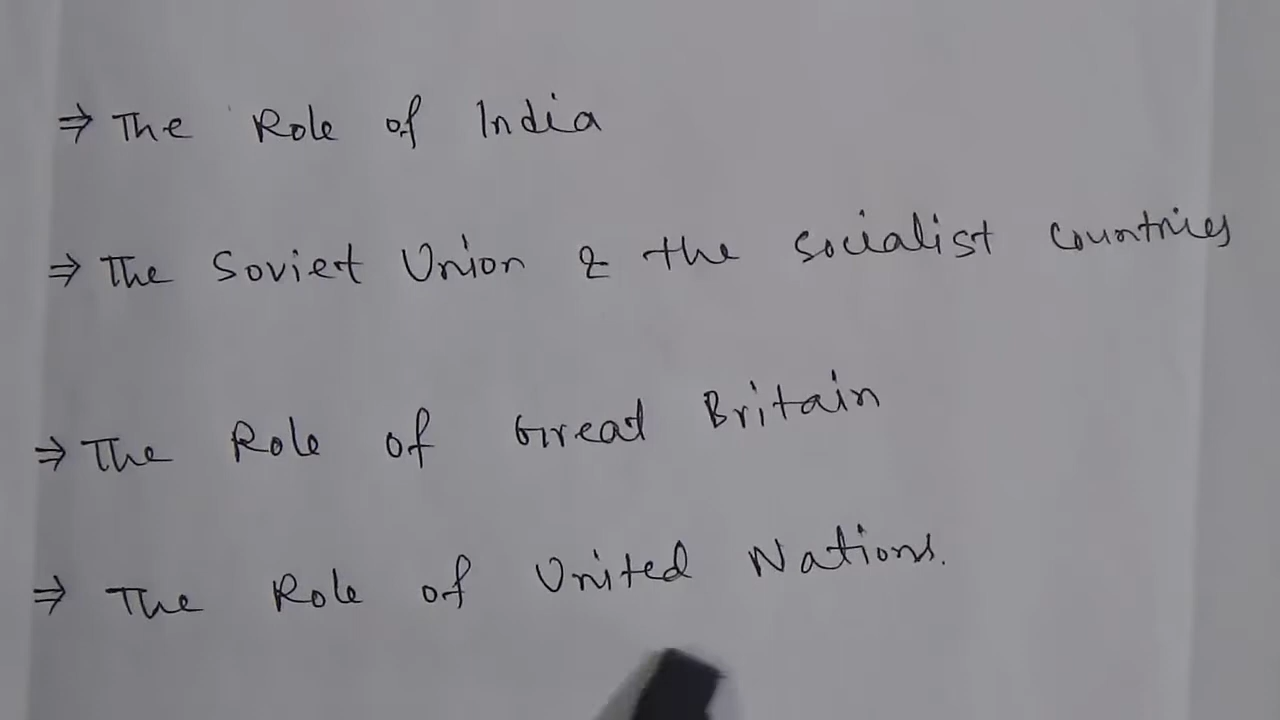 ⇒ The Role of India
⇒ The Soviet Union & the socialist countries
⇒ The Role of Great Britain
⇒ The Role of United Nations.